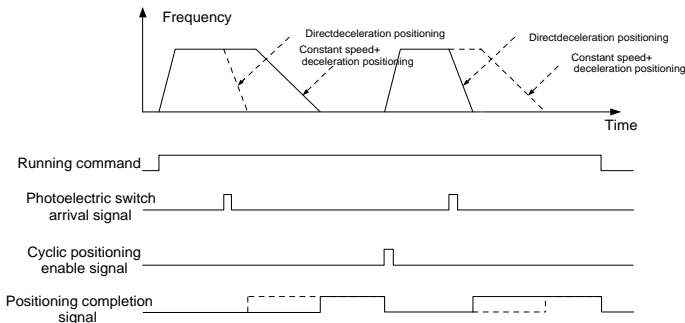 Frequency
Directdeceleration positioning
Constant speed+
deceleration positioning
Directdeceleration positioning
Constant speed+
deceleration positioning
Time
Running command
Photoelectric switch
arrival signal
Cyclic positioning
enable signal
Positioning completion
signal